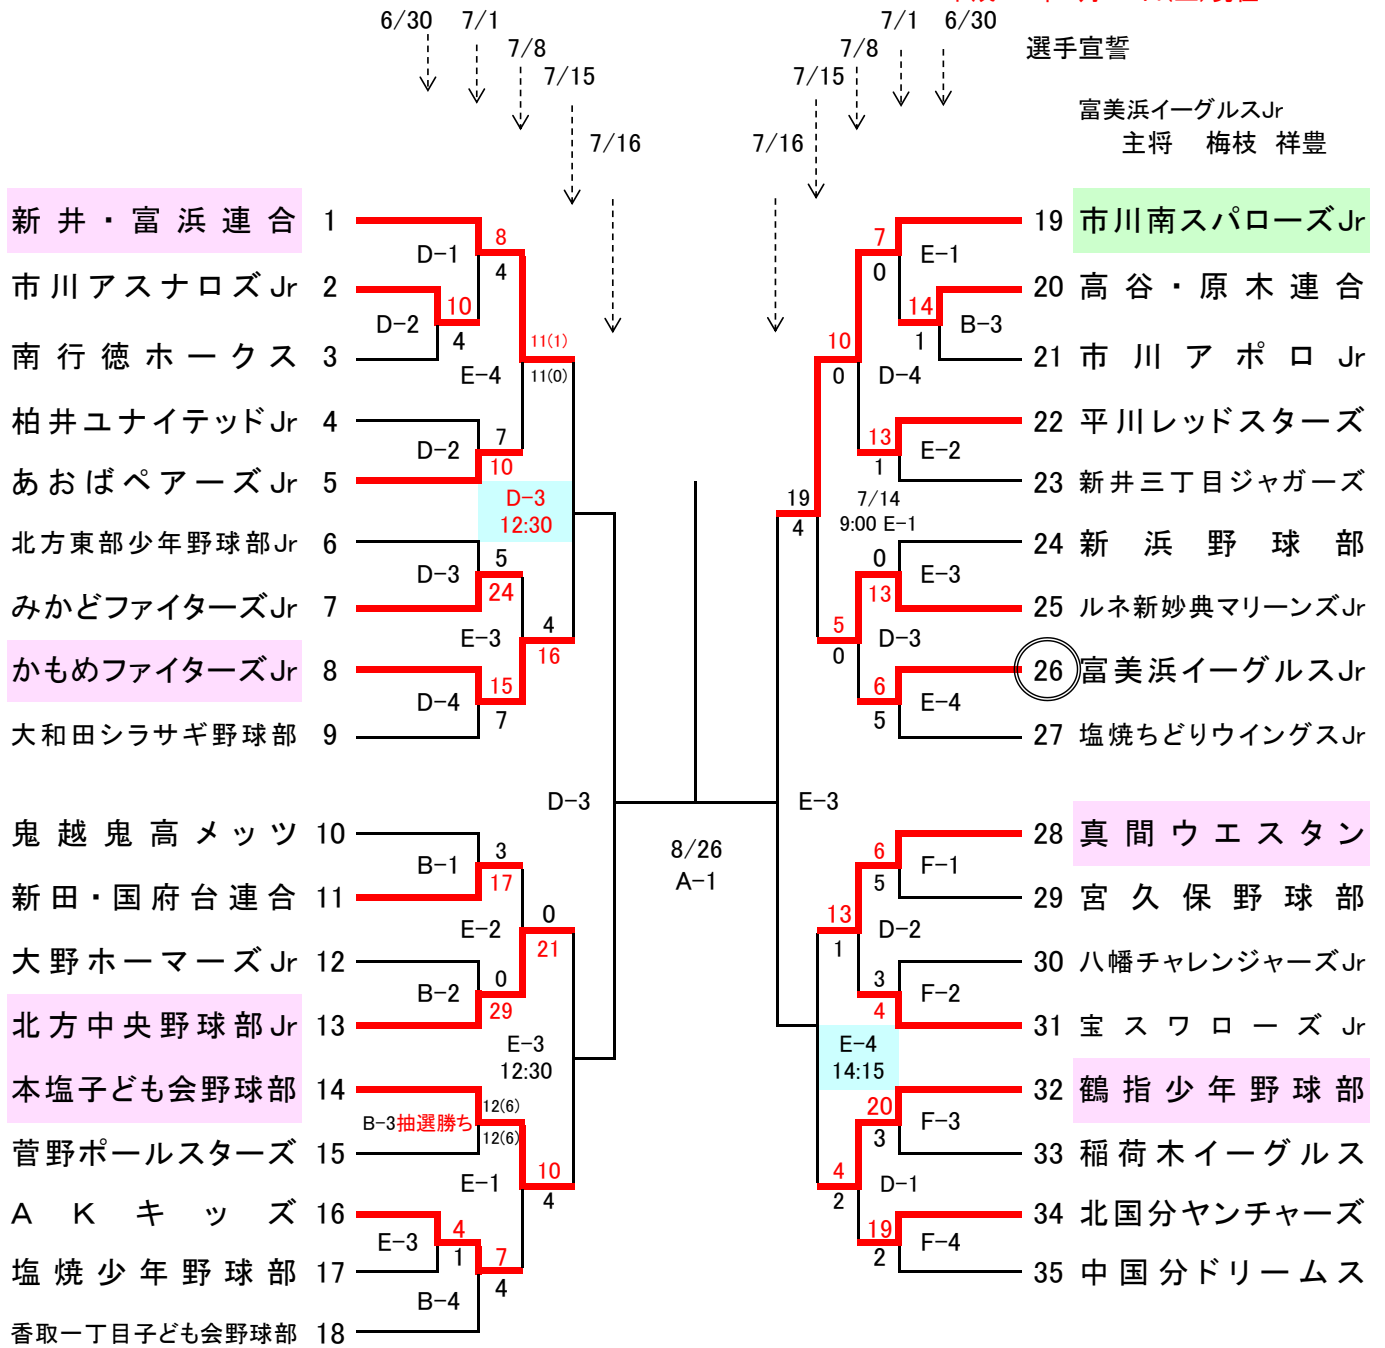 6/30 7/1 7/1 6/30
7/8 7/8 選手宣誓
7/15 7/15
7/16 7/16
富美浜イーグルスJr
主将 梅枝 祥豊
新井・富浜連合 1
D-1
8
4
市川アスナロズJr 2
D-2
10
4
南行徳ホークス 3
E-4
11(1)
11(0)
柏井ユナイテッドJr 4
D-2
7
10
あおばペアーズJr 5
D-3
12:30
北方東部少年野球部Jr 6
D-3
5
24
みかどファイターズJr 7
E-3
4
16
かもめファイターズJr 8
D-4
15
7
大和田シラサギ野球部 9
D-3
鬼越鬼高メッツ 10
B-1
3
17
新田・国府台連合 11
E-2
0
21
大野ホーマーズJr 12
B-2
0
29
北方中央野球部Jr 13
E-3
12:30
本塩子ども会野球部 14
B-3抽選勝ち
12(6)
12(6)
菅野ポールスターズ 15
E-1
10
4
AKキッズ 16
E-3
4
1
塩焼少年野球部 17
B-4
7
4
香取一丁目子ども会野球部 18
8/26
A-1
19 市川南スパローズJr
7
0
E-1
20 高谷・原木連合
14
1
B-3
21 市川アポロJr
10
0
D-4
22 平川レッドスターズ
13
1
E-2
23 新井三丁目ジャガーズ
19
4
7/14
9:00 E-1
24 新浜野球部
0
13
E-3
25 ルネ新妙典マリーンズJr
5
0
D-3
26 富美浜イーグルスJr
6
5
E-4
27 塩焼ちどりウイングスJr
E-3
28 真間ウエスタン
6
5
F-1
29 宮久保野球部
13
1
D-2
30 八幡チャレンジャーズJr
3
4
F-2
31 宝スワローズJr
E-4
14:15
32 鶴指少年野球部
20
3
F-3
33 稲荷木イーグルス
4
2
D-1
34 北国分ヤンチャーズ
19
2
F-4
35 中国分ドリームス